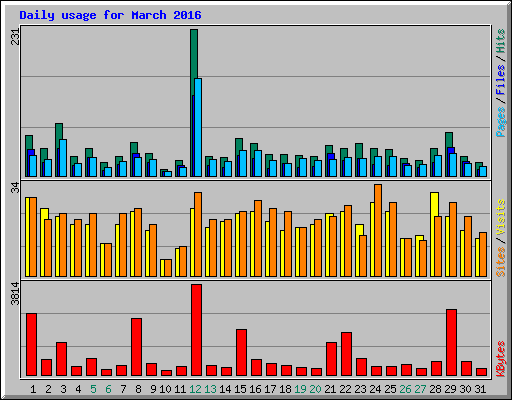 Daily usage for March 2016
231
Pages / Files / Hits
34
Sites / Visits
3814
KBytes
1 2 3 4 5 6 7 8 9 10 11 12 13 14 15 16 17 18 19 20 21 22 23 24 25 26 27 28 29 30 31